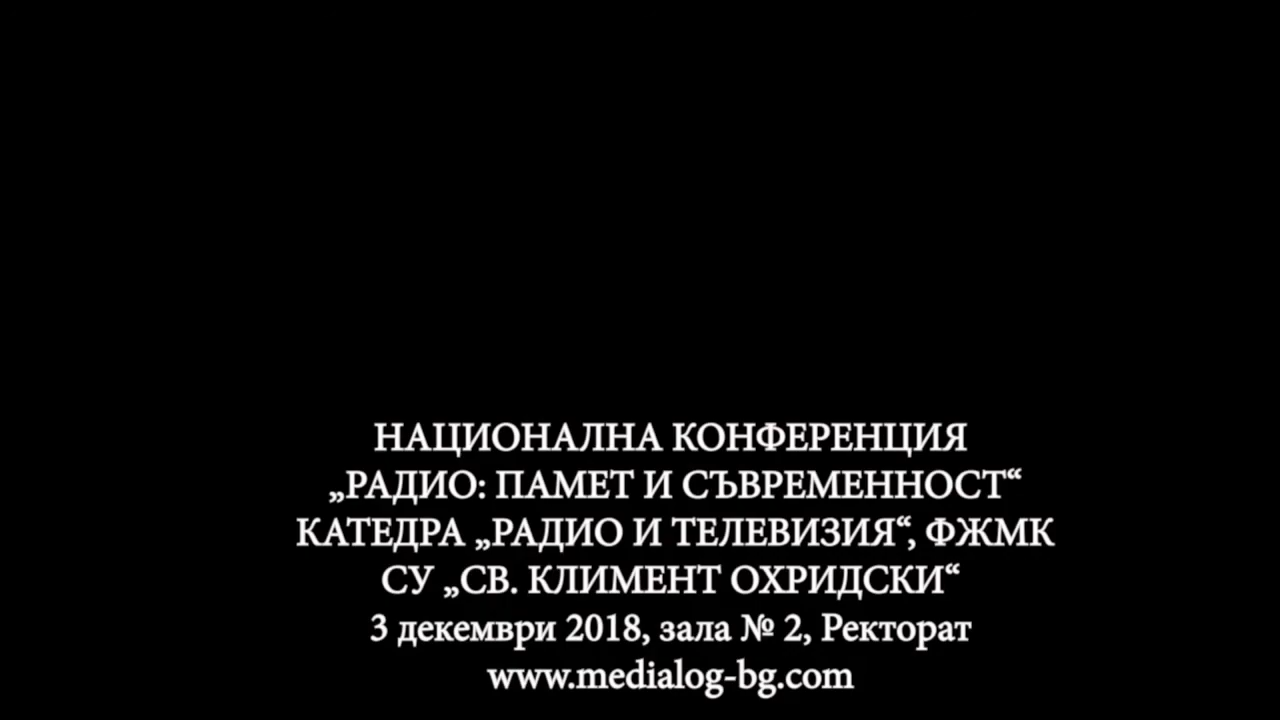 НАЦИОНАЛНА КОНФЕРЕНЦИЯ
„РАДИО: ПАМЕТ И СЪВРЕМЕННОСТ“
КАТЕДРА „РАДИО И ТЕЛЕВИЗИЯ“, ФЖМК
СУ „СВ. КЛИМЕНТ ОХРИДСКИ“
3 декември 2018, зала № 2, Ректорат
www.medialog-bg.com